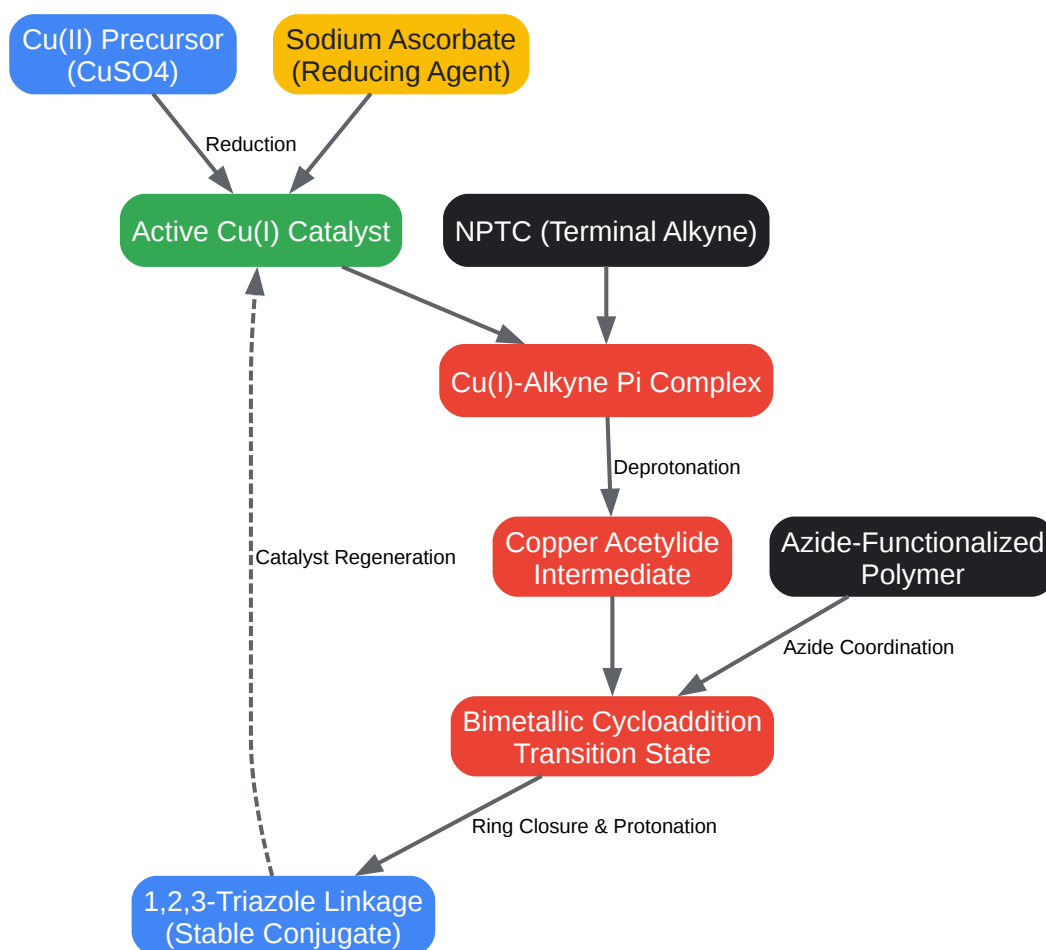 Cu(II) Precursor
(CuSO4)
Sodium Ascorbate
(Reducing Agent)
Reduction
Active Cu(I) Catalyst
NPTC (Terminal Alkyne)
Cu(I)-Alkyne Pi Complex
Deprotonation
Copper Acetylide
Intermediate
Azide-Functionalized
Polymer
Catalyst Regeneration
Azide Coordination
Bimetallic Cycloaddition
Transition State
Ring Closure & Protonation
1,2,3-Triazole Linkage
(Stable Conjugate)